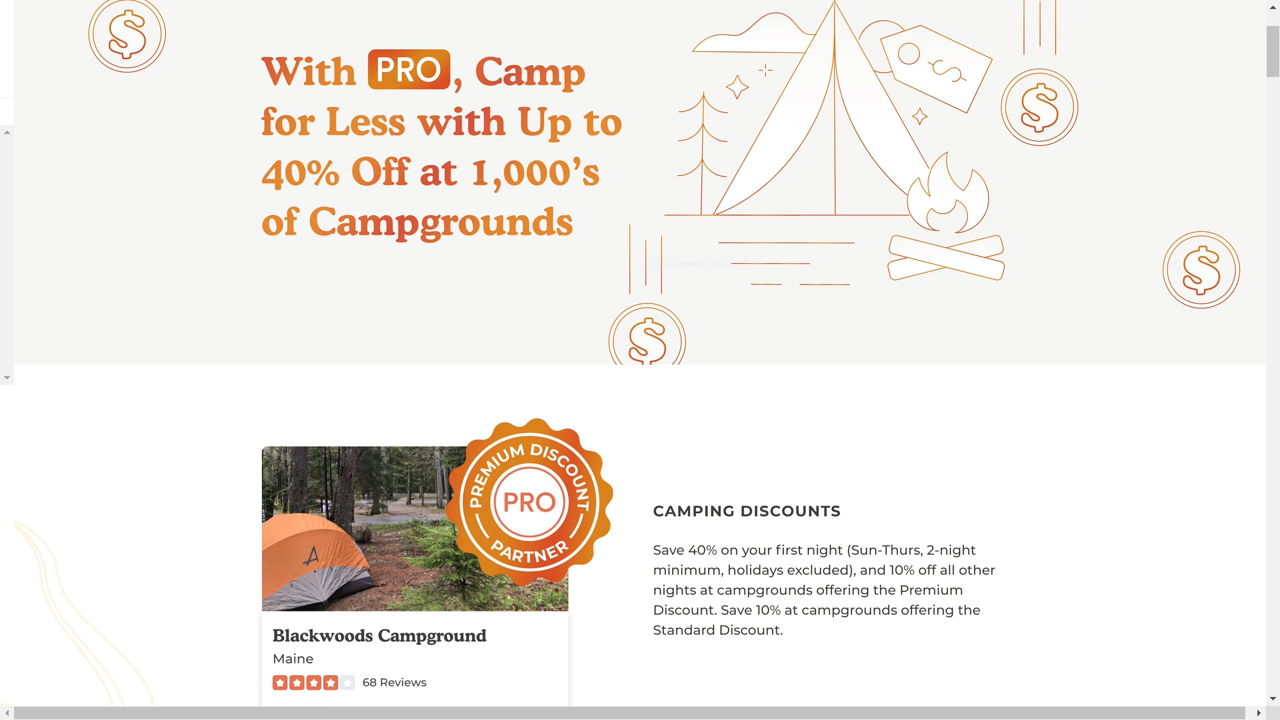 With PRO, Camp
for Less with Up to
40% Off at 1,000's
of Campgrounds
PREMIUM DISCOUNT
PRO
PARTNER
Blackwoods Campground
Maine
68 Reviews
CAMPING DISCOUNTS
Save 40% on your first night (Sun-Thurs, 2-night
minimum, holidays excluded), and 10% off all other
nights at campgrounds offering the Premium
Discount. Save 10% at campgrounds offering the
Standard Discount.